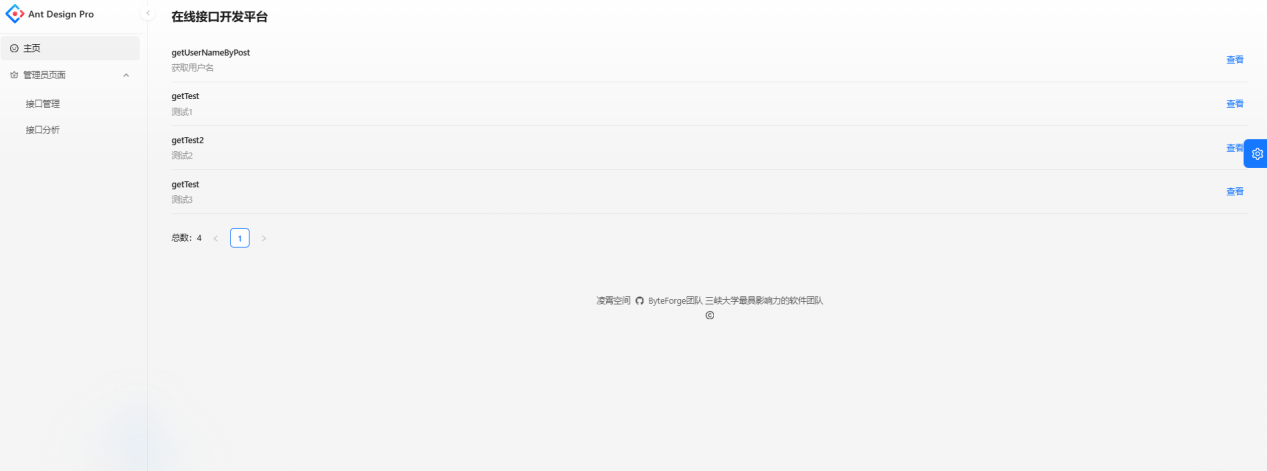 Ant Design Pro
主页
管理员页面
接口管理
接口分析
在线接口开发平台
getUserNameByPost
获取用户名
查看
getTest
测试1
查看
getTest2
测试2
查看
getTest
测试3
查看
总数：4 < 1 >
凌霄空间 ByteForge团队 三峡大学最具影响力的软件团队
©